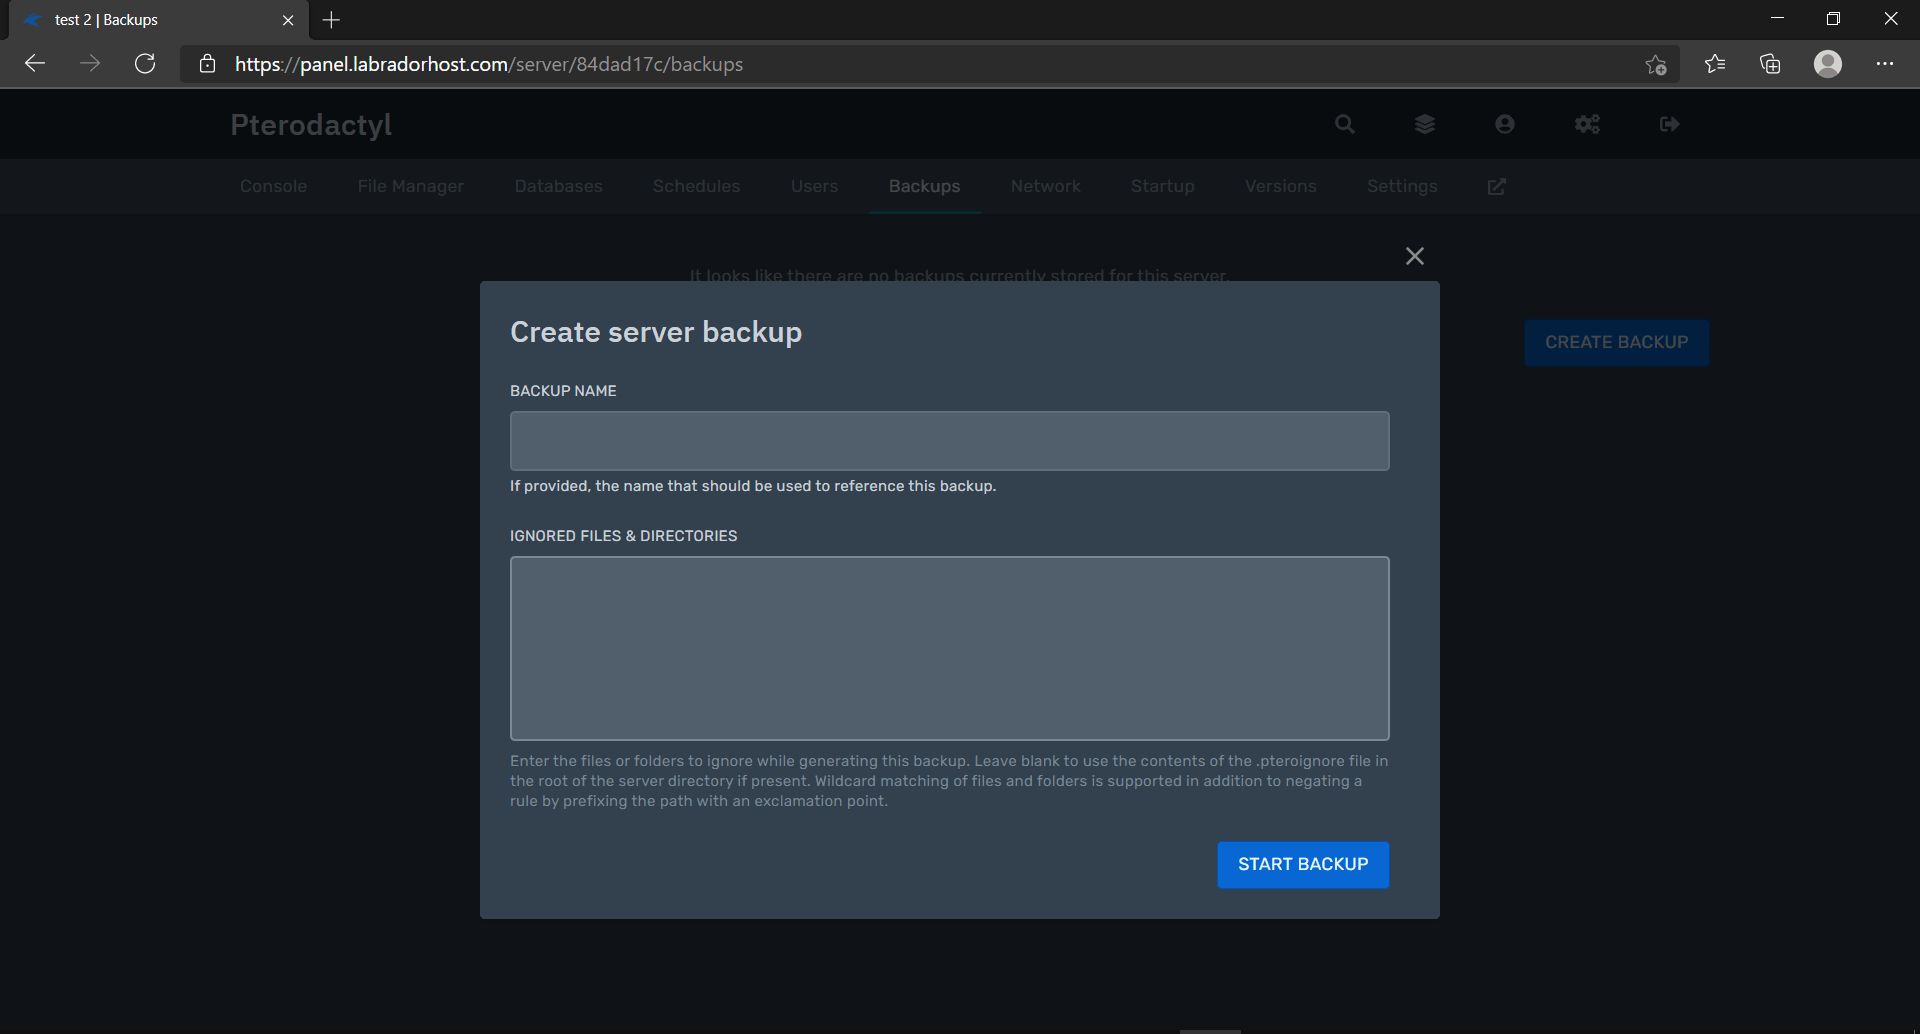 test 2 | Backups
https://panel.labradorhost.com/server/84dad17c/backups
Pterodactyl
Console File Manager Databases Schedules Users Backups Network Startup Versions Settings
It looks like there are no backups currently stored for this server.
Create server backup
CREATE BACKUP
BACKUP NAME
If provided, the name that should be used to reference this backup.
IGNORED FILES & DIRECTORIES
Enter the files or folders to ignore while generating this backup. Leave blank to use the contents of the .pteroignore file in
the root of the server directory if present. Wildcard matching of files and folders is supported in addition to negating a
rule by prefixing the path with an exclamation point.
START BACKUP